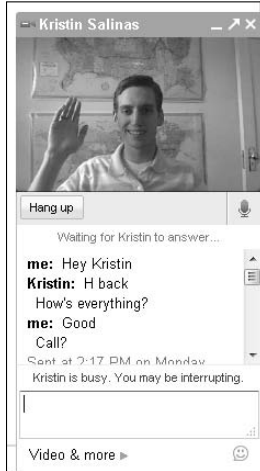 Kristin Salinas
Hang up
Waiting for Kristin to answer...
me: Hey Kristin
Kristin: H back
How's everything?
me: Good
Call?
Sent at 2:17 PM on Monday
Kristin is busy. You may be interrupting.
Video & more ▶